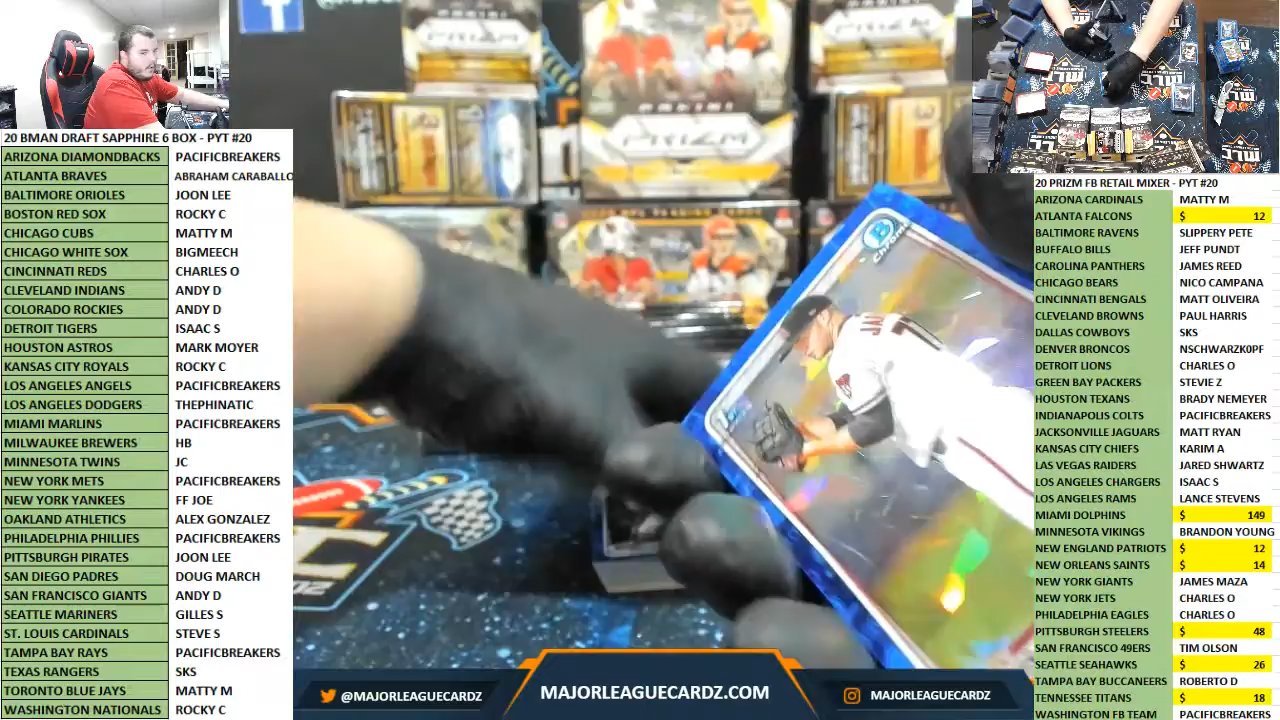 20 BMAN DRAFT SAPPHIRE 6 BOX - PYT #20
ARIZONA DIAMONDBACKS PACIFICBREAKERS
ATLANTA BRAVES ABRAHAM CARABALLO
BALTIMORE ORIOLES JOON LEE
BOSTON RED SOX ROCKY C
CHICAGO CUBS MATTY M
CHICAGO WHITE SOX BIGMEECH
CINCINNATI REDS CHARLES O
CLEVELAND INDIANS ANDY D
COLORADO ROCKIES ANDY D
DETROIT TIGERS ISAAC S
HOUSTON ASTROS MARK MOYER
KANSAS CITY ROYALS ROCKY C
LOS ANGELES ANGELS PACIFICBREAKERS
LOS ANGELES DODGERS THEPHINATIC
MIAMI MARLINS PACIFICBREAKERS
MILWAUKEE BREWERS HB
MINNESOTA TWINS JC
NEW YORK METS PACIFICBREAKERS
NEW YORK YANKEES FF JOE
OAKLAND ATHLETICS ALEX GONZALEZ
PHILADELPHIA PHILLIES PACIFICBREAKERS
PITTSBURGH PIRATES JOON LEE
SAN DIEGO PADRES DOUG MARCH
SAN FRANCISCO GIANTS ANDY D
SEATTLE MARINERS GILLES S
ST. LOUIS CARDINALS STEVE S
TAMPA BAY RAYS PACIFICBREAKERS
TEXAS RANGERS SKS
TORONTO BLUE JAYS MATTY M
WASHINGTON NATIONALS ROCKY C
PRIZM
PANINI
PRIZM
Chrome
@MAJORLEAGUECARDZ
MAJORLEAGUECARDZ.COM
MAJORLEAGUECARDZ
20 PRIZM FB RETAIL MIXER - PYT #20
ARIZONA CARDINALS MATTY M
ATLANTA FALCONS $ 12
BALTIMORE RAVENS SLIPPERY PETE
BUFFALO BILLS JEFF PUNDT
CAROLINA PANTHERS JAMES REED
CHICAGO BEARS NICO CAMPANA
CINCINNATI BENGALS MATT OLIVEIRA
CLEVELAND BROWNS PAUL HARRIS
DALLAS COWBOYS SKS
DENVER BRONCOS NSCHWARZK0PF
DETROIT LIONS CHARLES O
GREEN BAY PACKERS STEVIE Z
HOUSTON TEXANS BRADY NEMEYER
INDIANAPOLIS COLTS PACIFICBREAKERS
JACKSONVILLE JAGUARS MATT RYAN
KANSAS CITY CHIEFS KARIM A
LAS VEGAS RAIDERS JARED SHWARTZ
LOS ANGELES CHARGERS ISAAC S
LOS ANGELES RAMS LANCE STEVENS
MIAMI DOLPHINS $ 149
MINNESOTA VIKINGS BRANDON YOUNG
NEW ENGLAND PATRIOTS $ 12
NEW ORLEANS SAINTS $ 14
NEW YORK GIANTS JAMES MAZA
NEW YORK JETS CHARLES O
PHILADELPHIA EAGLES CHARLES O
PITTSBURGH STEELERS $ 48
SAN FRANCISCO 49ERS TIM OLSON
SEATTLE SEAHAWKS $ 26
TAMPA BAY BUCCANEERS ROBERTO D
TENNESSEE TITANS $ 18
WASHINGTON FB TEAM PACIFICBREAKERS